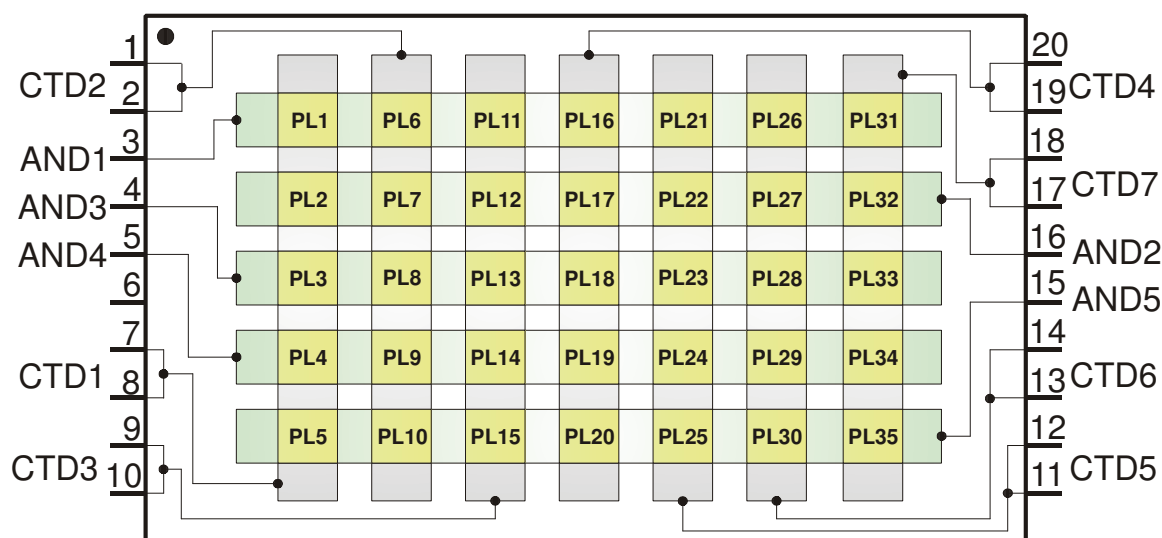 1
CTD2
2
3
AND1
4
AND3
5
AND4
6
7
CTD1
8
9
CTD3
10
PL1 PL6 PL11 PL16 PL21 PL26 PL31
PL2 PL7 PL12 PL17 PL22 PL27 PL32
PL3 PL8 PL13 PL18 PL23 PL28 PL33
PL4 PL9 PL14 PL19 PL24 PL29 PL34
PL5 PL10 PL15 PL20 PL25 PL30 PL35
20
CTD4
19
18
CTD7
17
16
AND2
15
AND5
14
CTD6
13
12
CTD5
11